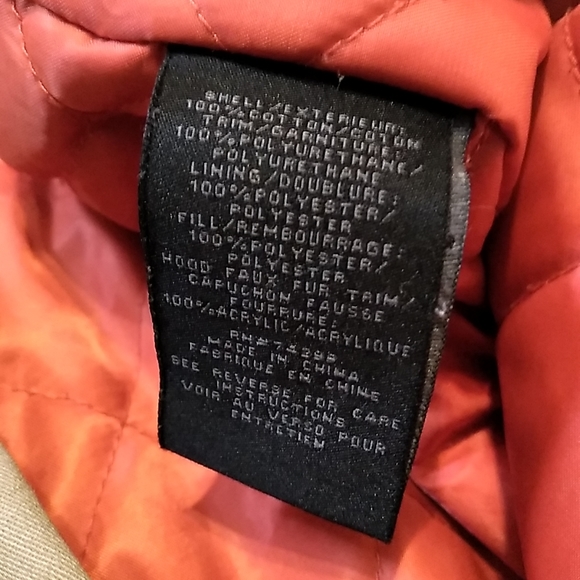 SHELL/EXTERIEUR:
100%COTTON/COTON
TRIM/GARNITURE:
100%POLYURETHANE/
POLYURETHANE
LINING/DOUBLURE:
100%POLYESTER/
POLYESTER
FILL/REMBOURRAGE:
100%POLYESTER/
POLYESTER
HOOD FAUX FUR TRIM/
CAPUCHON FAUSSE
FOURRURE:
100%ACRYLIC/ACRYLIQUE
MADE IN CHINA
FABRIQUE EN CHINE
SEE REVERSE FOR CARE
INSTRUCTIONS
VOIR AU VERSO POUR
ENTRETIEN